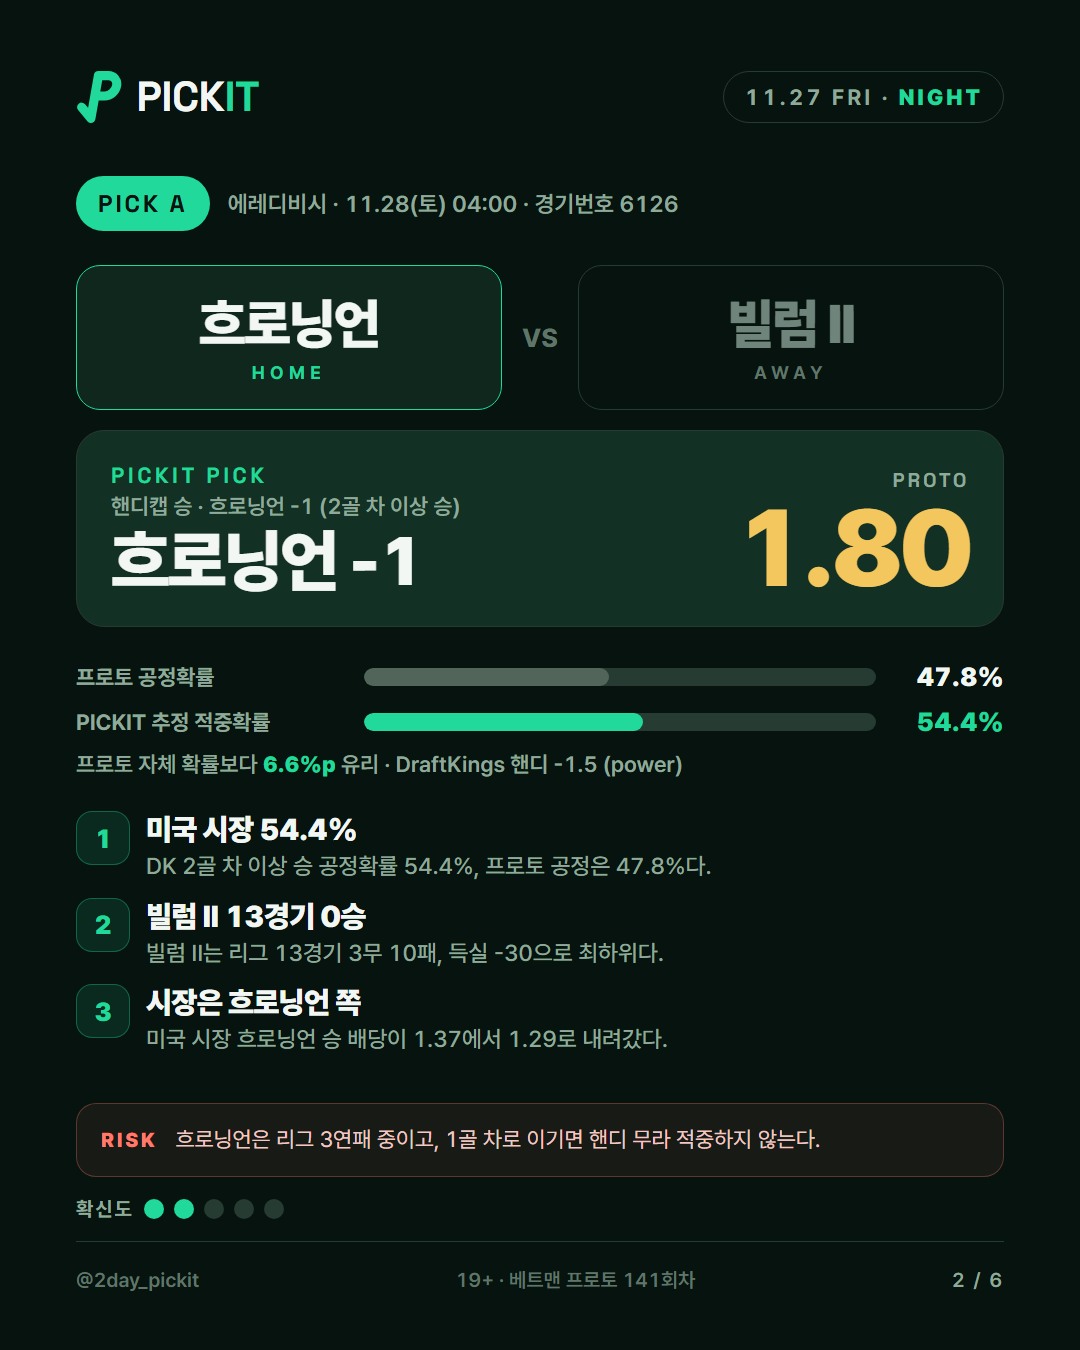 PICKIT
11.27 FRI · NIGHT
PICK A
에레디비시 · 11.28(토) 04:00 · 경기번호 6126
흐로닝언
HOME
VS
빌럼 II
AWAY
PICKIT PICK
핸디캡 승 · 흐로닝언 -1 (2골 차 이상 승)
흐로닝언 -1
PROTO
1.80
프로토 공정확률
47.8%
PICKIT 추정 적중확률
54.4%
프로토 자체 확률보다 6.6%p 유리 · DraftKings 핸디 -1.5 (power)
1
미국 시장 54.4%
DK 2골 차 이상 승 공정확률 54.4%, 프로토 공정은 47.8%다.
2
빌럼 II 13경기 0승
빌럼 II는 리그 13경기 3무 10패, 득실 -30으로 최하위다.
3
시장은 흐로닝언 쪽
미국 시장 흐로닝언 승 배당이 1.37에서 1.29로 내려갔다.
RISK 흐로닝언은 리그 3연패 중이고, 1골 차로 이기면 핸디 무라 적중하지 않는다.
확신도
@2day_pickit
19+ · 베트맨 프로토 141회차
2 / 6